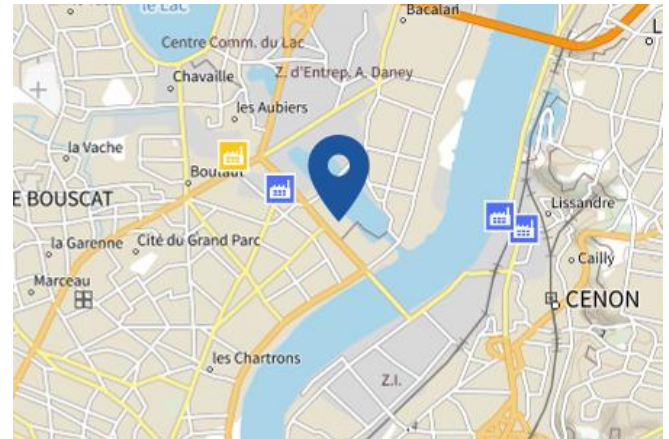 le Lac
Bacalan
Centre Comm. du Lac
Chavaille
Z. d'Entrep. A. Daney
les Aubiers
la Vache
Boutaut
E BOUSCAT
Lissandre
la Garenne
Cité du Grand Parc
Cailly
Marceau
CENON
les Chartrons
Z.I.